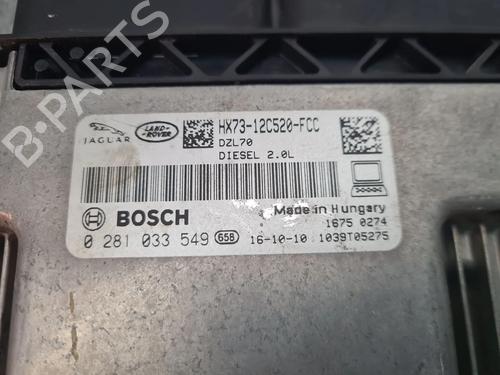 JAGUAR
LAND-
ROVER
HX73-12C520-FCC
DZL70
DIESEL 2.0L
BOSCH
Made in Hungary
1675 0274
0 281 033 549 658 16-10-10 1039T05275
B-PARTS